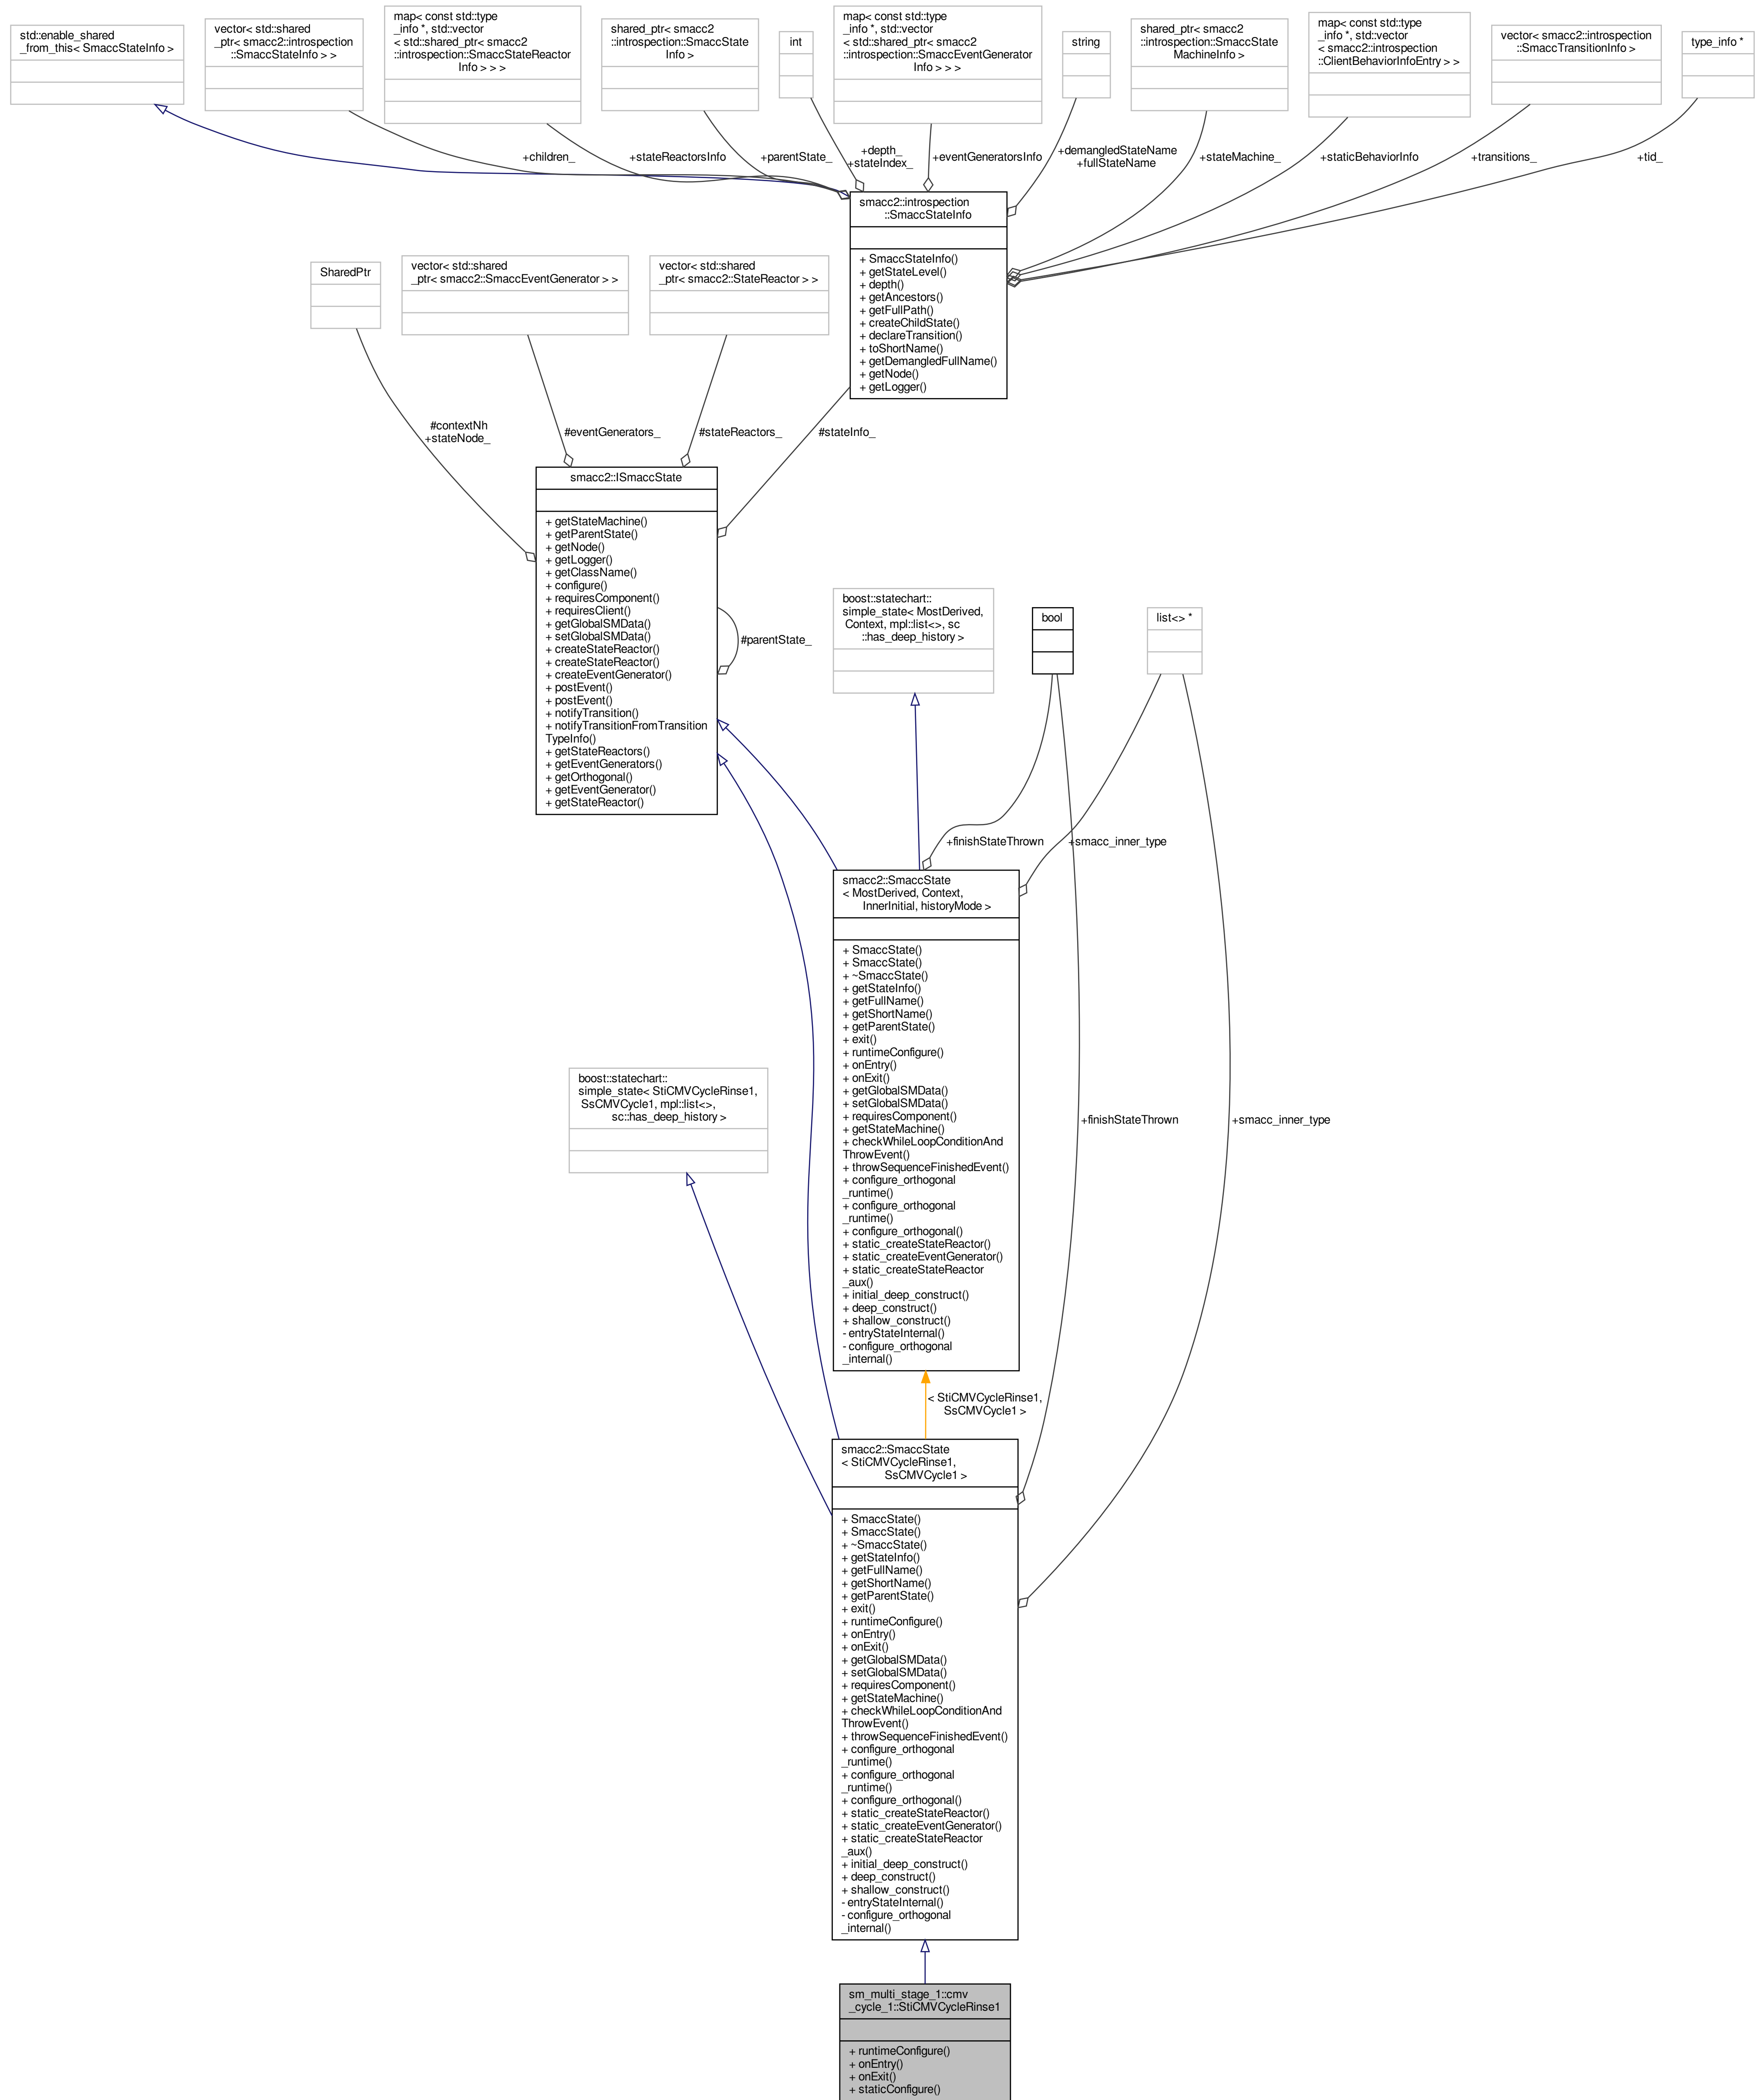 std::enable_shared
_from_this< SmaccStateInfo >
vector< std::shared
_ptr< smacc2::introspection
::SmaccStateInfo > >
map< const std::type
_info *, std::vector
< std::shared_ptr< smacc2
::introspection::SmaccStateReactor
Info > > >
shared_ptr< smacc2
::introspection::SmaccState
Info >
int
map< const std::type
_info *, std::vector
< std::shared_ptr< smacc2
::introspection::SmaccEventGenerator
Info > > >
string
shared_ptr< smacc2
::introspection::SmaccState
MachineInfo >
map< const std::type
_info *, std::vector
< smacc2::introspection
::ClientBehaviorInfoEntry > >
vector< smacc2::introspection
::SmaccTransitionInfo >
type_info *
+children_
+stateReactorsInfo
+parentState_
+depth_
+stateIndex_
+eventGeneratorsInfo
+demangledStateName
+fullStateName
+stateMachine_
+staticBehaviorInfo
+transitions_
+tid_
smacc2::introspection
::SmaccStateInfo
+ SmaccStateInfo()
+ getStateLevel()
+ depth()
+ getAncestors()
+ getFullPath()
+ createChildState()
+ declareTransition()
+ toShortName()
+ getDemangledFullName()
+ getNode()
+ getLogger()
SharedPtr
vector< std::shared
_ptr< smacc2::SmaccEventGenerator > >
vector< std::shared
_ptr< smacc2::StateReactor > >
#contextNh
+stateNode_
#eventGenerators_
#stateReactors_
#stateInfo_
smacc2::ISmaccState
+ getStateMachine()
+ getParentState()
+ getNode()
+ getLogger()
+ getClassName()
+ configure()
+ requiresComponent()
+ requiresClient()
+ getGlobalSMData()
+ setGlobalSMData()
+ createStateReactor()
+ createStateReactor()
+ createEventGenerator()
+ postEvent()
+ postEvent()
+ notifyTransition()
+ notifyTransitionFromTransition
TypeInfo()
+ getStateReactors()
+ getEventGenerators()
+ getOrthogonal()
+ getEventGenerator()
+ getStateReactor()
#parentState_
boost::statechart::
simple_state< MostDerived,
Context, mpl::list<>, sc
::has_deep_history >
bool
list<> *
+finishStateThrown
+smacc_inner_type
smacc2::SmaccState
< MostDerived, Context,
InnerInitial, historyMode >
+ SmaccState()
+ SmaccState()
+ ~SmaccState()
+ getStateInfo()
+ getFullName()
+ getShortName()
+ getParentState()
+ exit()
+ runtimeConfigure()
+ onEntry()
+ onExit()
+ getGlobalSMData()
+ setGlobalSMData()
+ requiresComponent()
+ getStateMachine()
+ checkWhileLoopConditionAnd
ThrowEvent()
+ throwSequenceFinishedEvent()
+ configure_orthogonal
_runtime()
+ configure_orthogonal
_runtime()
+ configure_orthogonal()
+ static_createStateReactor()
+ static_createEventGenerator()
+ static_createStateReactor
_aux()
+ initial_deep_construct()
+ deep_construct()
+ shallow_construct()
- entryStateInternal()
- configure_orthogonal
_internal()
boost::statechart::
simple_state< StiCMVCycleRinse1,
SsCMVCycle1, mpl::list<>,
sc::has_deep_history >
+finishStateThrown
+smacc_inner_type
< StiCMVCycleRinse1,
SsCMVCycle1 >
smacc2::SmaccState
< StiCMVCycleRinse1,
SsCMVCycle1 >
+ SmaccState()
+ SmaccState()
+ ~SmaccState()
+ getStateInfo()
+ getFullName()
+ getShortName()
+ getParentState()
+ exit()
+ runtimeConfigure()
+ onEntry()
+ onExit()
+ getGlobalSMData()
+ setGlobalSMData()
+ requiresComponent()
+ getStateMachine()
+ checkWhileLoopConditionAnd
ThrowEvent()
+ throwSequenceFinishedEvent()
+ configure_orthogonal
_runtime()
+ configure_orthogonal
_runtime()
+ configure_orthogonal()
+ static_createStateReactor()
+ static_createEventGenerator()
+ static_createStateReactor
_aux()
+ initial_deep_construct()
+ deep_construct()
+ shallow_construct()
- entryStateInternal()
- configure_orthogonal
_internal()
sm_multi_stage_1::cmv
_cycle_1::StiCMVCycleRinse1
+ runtimeConfigure()
+ onEntry()
+ onExit()
+ staticConfigure()